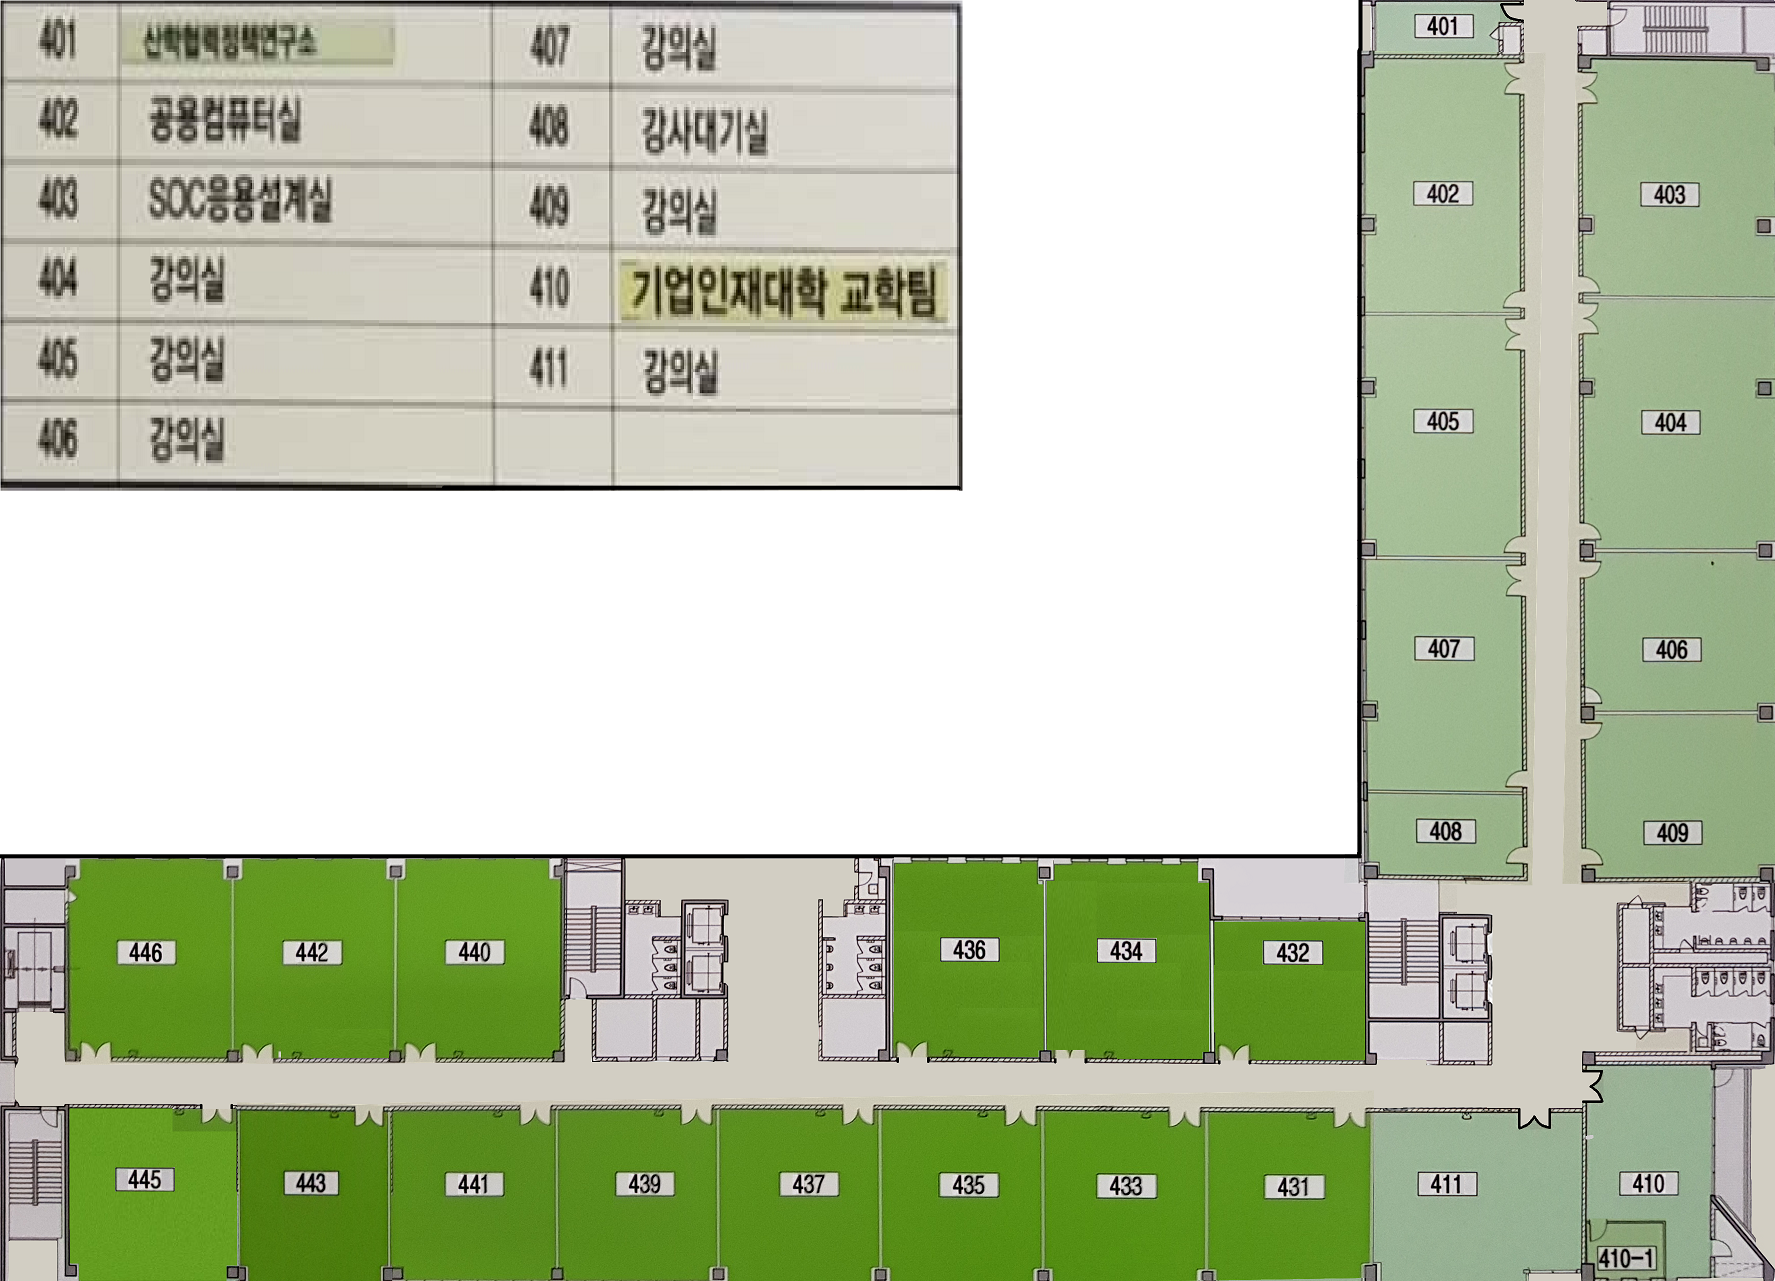 401 산학협력정책연구소 407 강의실
402 공용컴퓨터실 408 강사대기실
403 SOC응용설계실 409 강의실
404 강의실 410 기업인재대학 교학팀
405 강의실 411 강의실
406 강의실
401
402 403
405 404
407 406
408 409
446 442 440 436 434 432
445 443 441 439 437 435 433 431 411 410
410-1